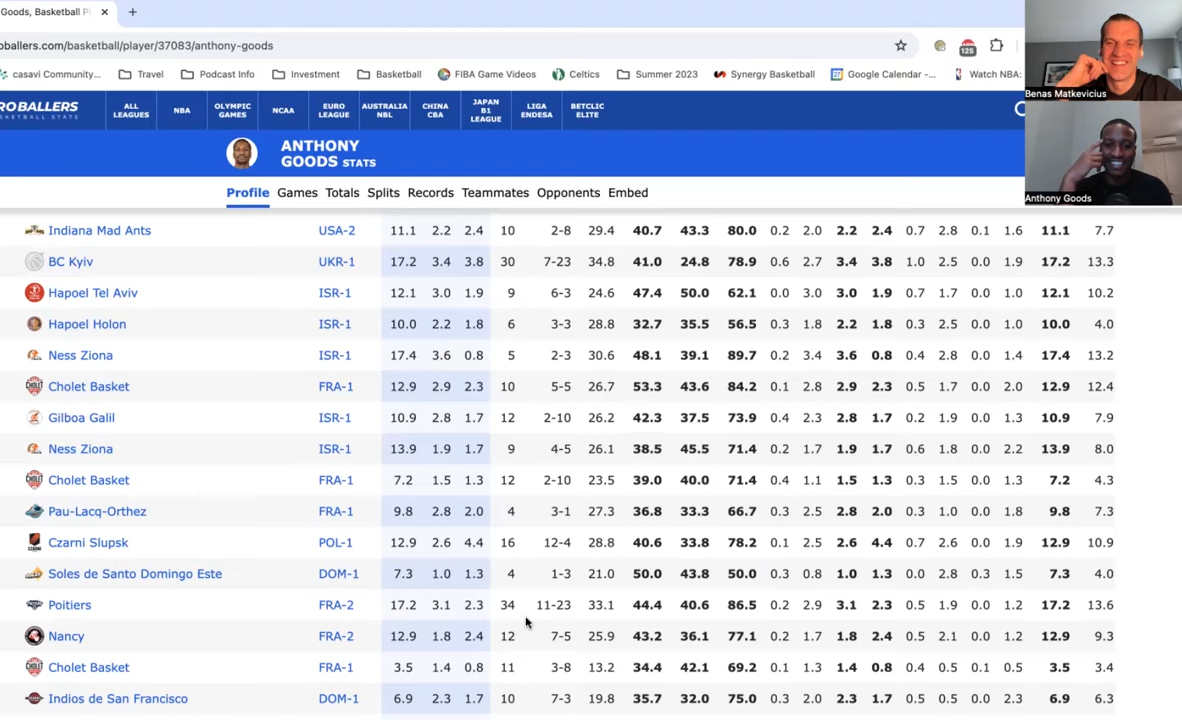 Goods, Basketball P
oballers.com/basketball/player/37083/anthony-goods
125
casavi Community...
Travel
Podcast Info
Investment
Basketball
FIBA Game Videos
Celtics
Summer 2023
Synergy Basketball
Google Calendar -...
Watch NBA:
ROBALLERS
SKETBALL STATS
ALL LEAGUES
NBA
OLYMPIC GAMES
NCAA
EURO LEAGUE
AUSTRALIA NBL
CHINA CBA
JAPAN B1 LEAGUE
LIGA ENDESA
BETCLIC ELITE
Benas Matkevicius
Anthony Goods
ANTHONY
GOODS STATS
Profile Games Totals Splits Records Teammates Opponents Embed
Indiana Mad Ants USA-2 11.1 2.2 2.4 10 2-8 29.4 40.7 43.3 80.0 0.2 2.0 2.2 2.4 0.7 2.8 0.1 1.6 11.1 7.7
BC Kyiv UKR-1 17.2 3.4 3.8 30 7-23 34.8 41.0 24.8 78.9 0.6 2.7 3.4 3.8 1.0 2.5 0.0 1.9 17.2 13.3
Hapoel Tel Aviv ISR-1 12.1 3.0 1.9 9 6-3 24.6 47.4 50.0 62.1 0.0 3.0 3.0 1.9 0.7 1.7 0.0 1.0 12.1 10.2
Hapoel Holon ISR-1 10.0 2.2 1.8 6 3-3 28.8 32.7 35.5 56.5 0.3 1.8 2.2 1.8 0.3 2.5 0.0 1.0 10.0 4.0
Ness Ziona ISR-1 17.4 3.6 0.8 5 2-3 30.6 48.1 39.1 89.7 0.2 3.4 3.6 0.8 0.4 2.8 0.0 1.4 17.4 13.2
Cholet Basket FRA-1 12.9 2.9 2.3 10 5-5 26.7 53.3 43.6 84.2 0.1 2.8 2.9 2.3 0.5 1.7 0.0 2.0 12.9 12.4
Gilboa Galil ISR-1 10.9 2.8 1.7 12 2-10 26.2 42.3 37.5 73.9 0.4 2.3 2.8 1.7 0.2 1.9 0.0 1.3 10.9 7.9
Ness Ziona ISR-1 13.9 1.9 1.7 9 4-5 26.1 38.5 45.5 71.4 0.2 1.7 1.9 1.7 0.6 1.8 0.0 2.2 13.9 8.0
Cholet Basket FRA-1 7.2 1.5 1.3 12 2-10 23.5 39.0 40.0 71.4 0.4 1.1 1.5 1.3 0.3 1.5 0.0 1.3 7.2 4.3
Pau-Lacq-Orthez FRA-1 9.8 2.8 2.0 4 3-1 27.3 36.8 33.3 66.7 0.3 2.5 2.8 2.0 0.3 1.0 0.0 1.8 9.8 7.3
Czarni Slupsk POL-1 12.9 2.6 4.4 16 12-4 28.8 40.6 33.8 78.2 0.1 2.5 2.6 4.4 0.7 2.6 0.0 1.9 12.9 10.9
Soles de Santo Domingo Este DOM-1 7.3 1.0 1.3 4 1-3 21.0 50.0 43.8 50.0 0.3 0.8 1.0 1.3 0.0 2.8 0.3 1.5 7.3 4.0
Poitiers FRA-2 17.2 3.1 2.3 34 11-23 33.1 44.4 40.6 86.5 0.2 2.9 3.1 2.3 0.5 1.9 0.0 1.2 17.2 13.6
Nancy FRA-2 12.9 1.8 2.4 12 7-5 25.9 43.2 36.1 77.1 0.2 1.7 1.8 2.4 0.5 2.1 0.0 1.2 12.9 9.3
Cholet Basket FRA-1 3.5 1.4 0.8 11 3-8 13.2 34.4 42.1 69.2 0.1 1.3 1.4 0.8 0.4 0.5 0.1 0.5 3.5 3.4
Indios de San Francisco DOM-1 6.9 2.3 1.7 10 7-3 19.8 35.7 32.0 75.0 0.3 2.0 2.3 1.7 0.5 0.5 0.0 2.3 6.9 6.3